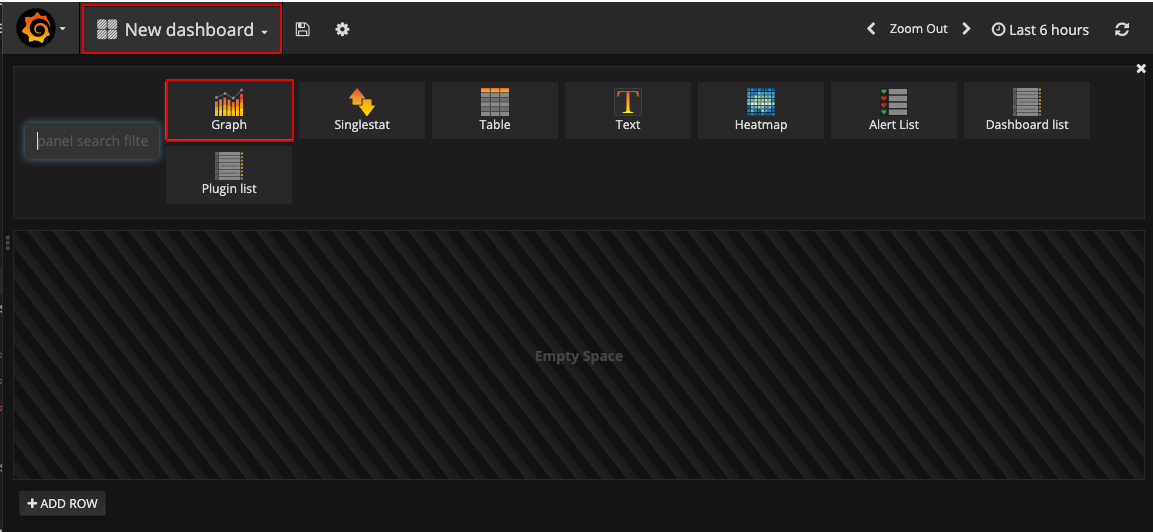 New dashboard
Zoom Out
Last 6 hours
panel search filte
Graph
Singlestat
Table
Text
Heatmap
Alert List
Dashboard list
Plugin list
Empty Space
+ ADD ROW